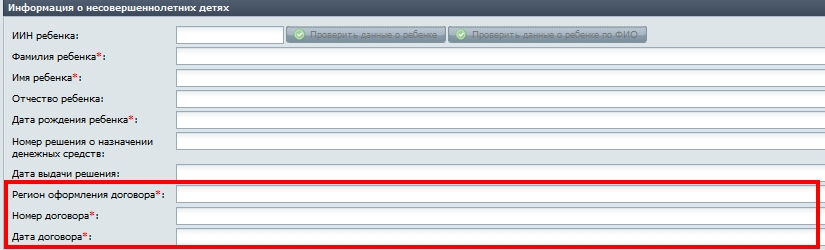 Информация о несовершеннолетних детях
ИИН ребенка: Проверить данные о ребенке Проверить данные о ребенке по ФИО
Фамилия ребенка*:
Имя ребенка*:
Отчество ребенка:
Дата рождения ребенка*:
Номер решения о назначении
денежных средств:
Дата выдачи решения:
Регион оформления договора*:
Номер договора*:
Дата договора*: